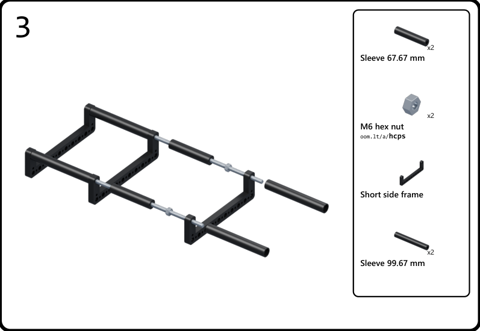 3
x2
Sleeve 67.67 mm
x2
M6 hex nut
oom.lt/a/hcps
Short side frame
x2
Sleeve 99.67 mm